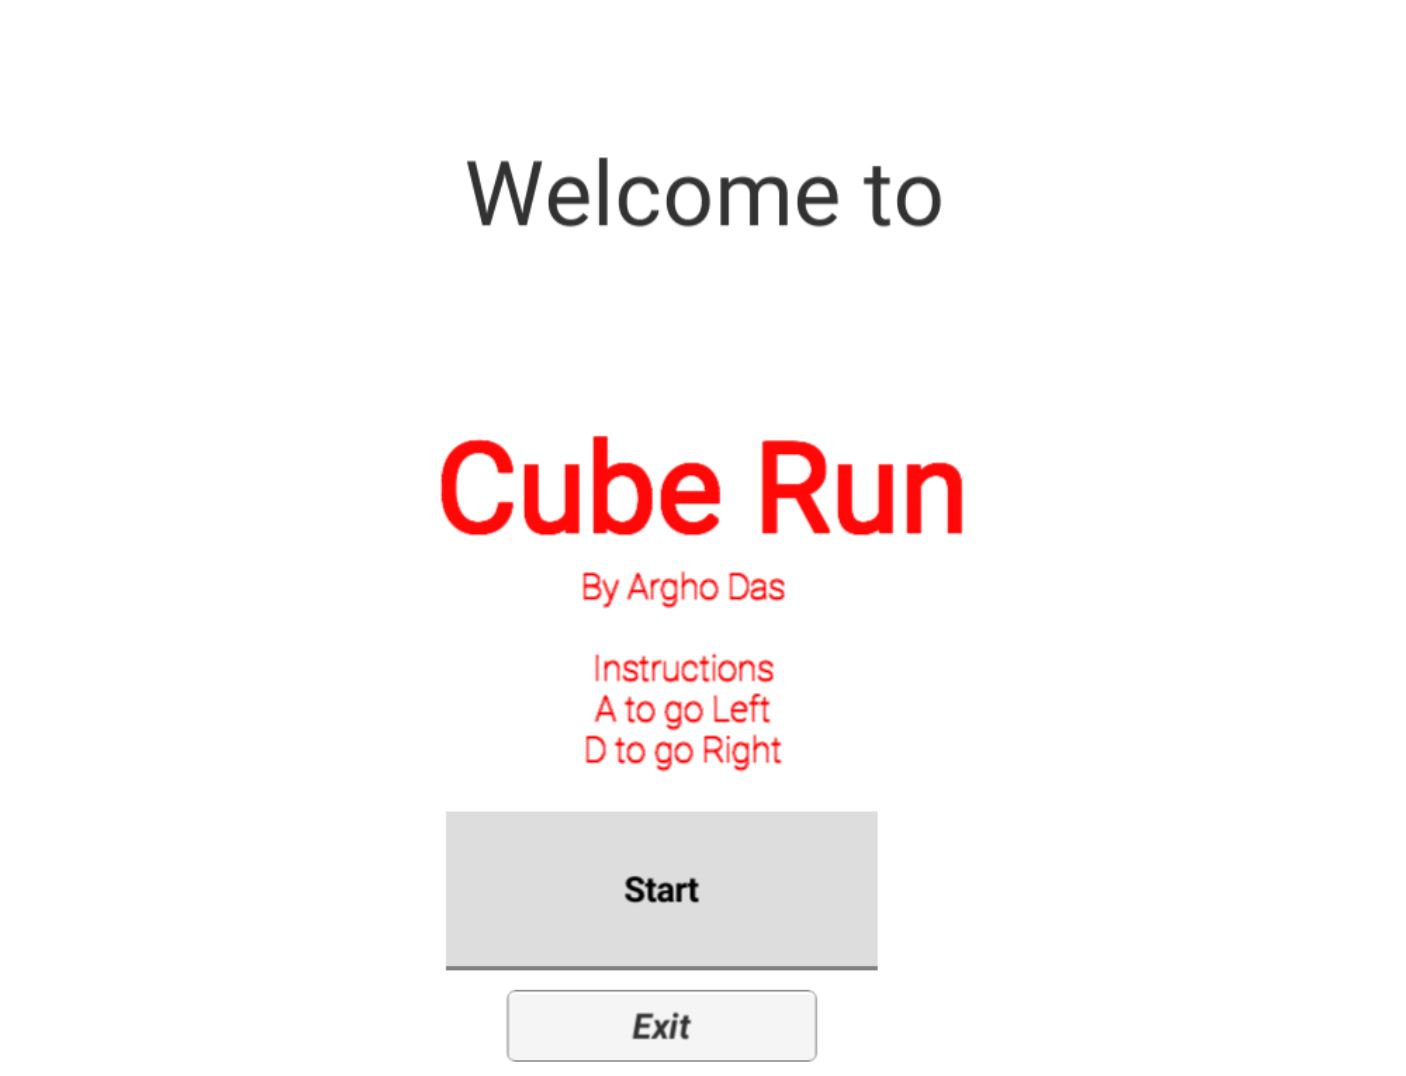 Welcome to
Cube Run
By Argho Das
Instructions
A to go Left
D to go Right
Start
Exit